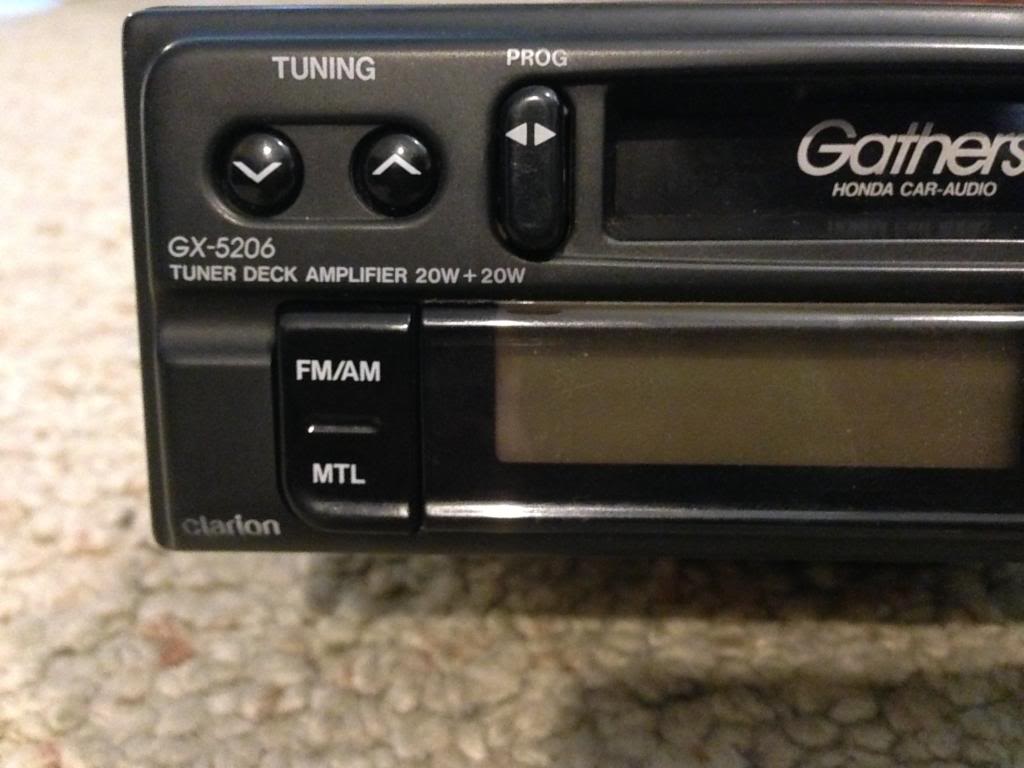 TUNING
PROG
Gathers
HONDA CAR-AUDIO
GX-5206
TUNER DECK AMPLIFIER 20W+20W
FM/AM
MTL
clarion